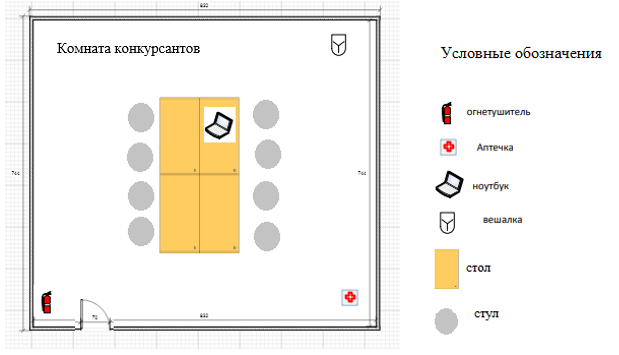 Комната конкурсантов
Условные обозначения
огнетушитель
Аптечка
ноутбук
вешалка
стол
стул